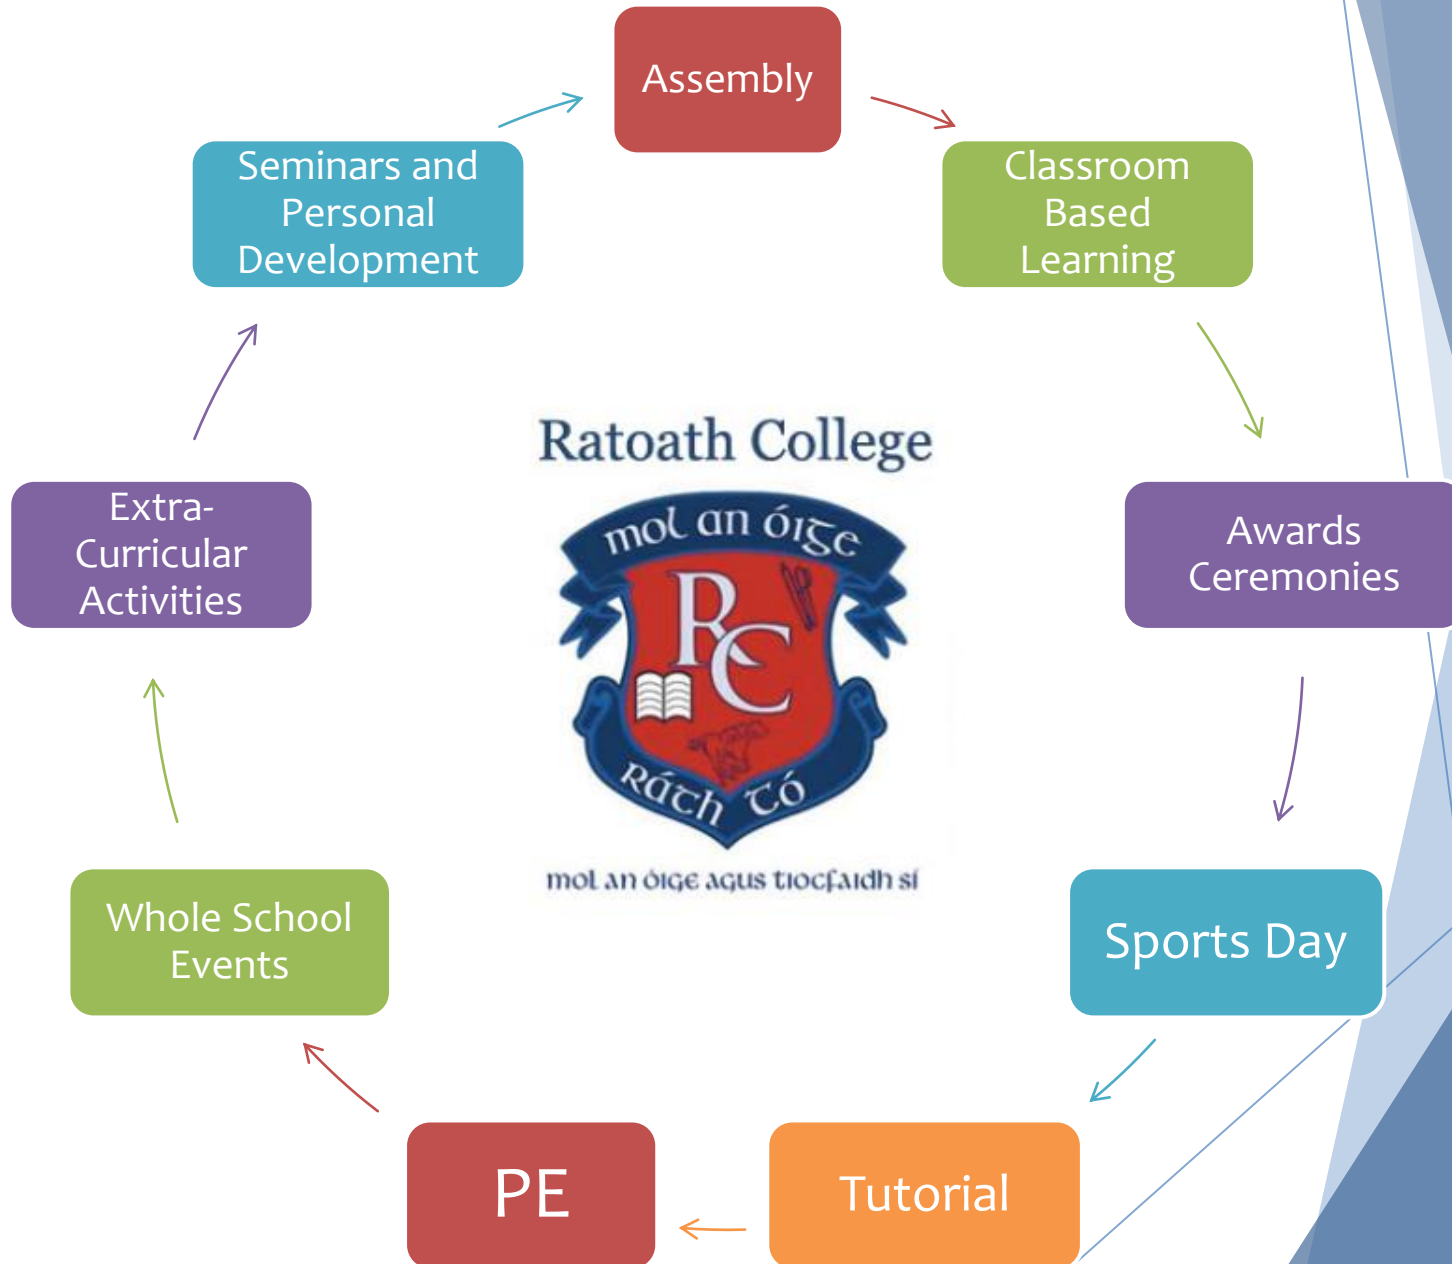 Assembly
Classroom
Based
Learning
Awards
Ceremonies
Sports Day
Tutorial
PE
Whole School
Events
Extra-
Curricular
Activities
Seminars and
Personal
Development
Ratoath College
mol an óige
RC
Ráth Tó
mol an óige agus tiocfaidh sí